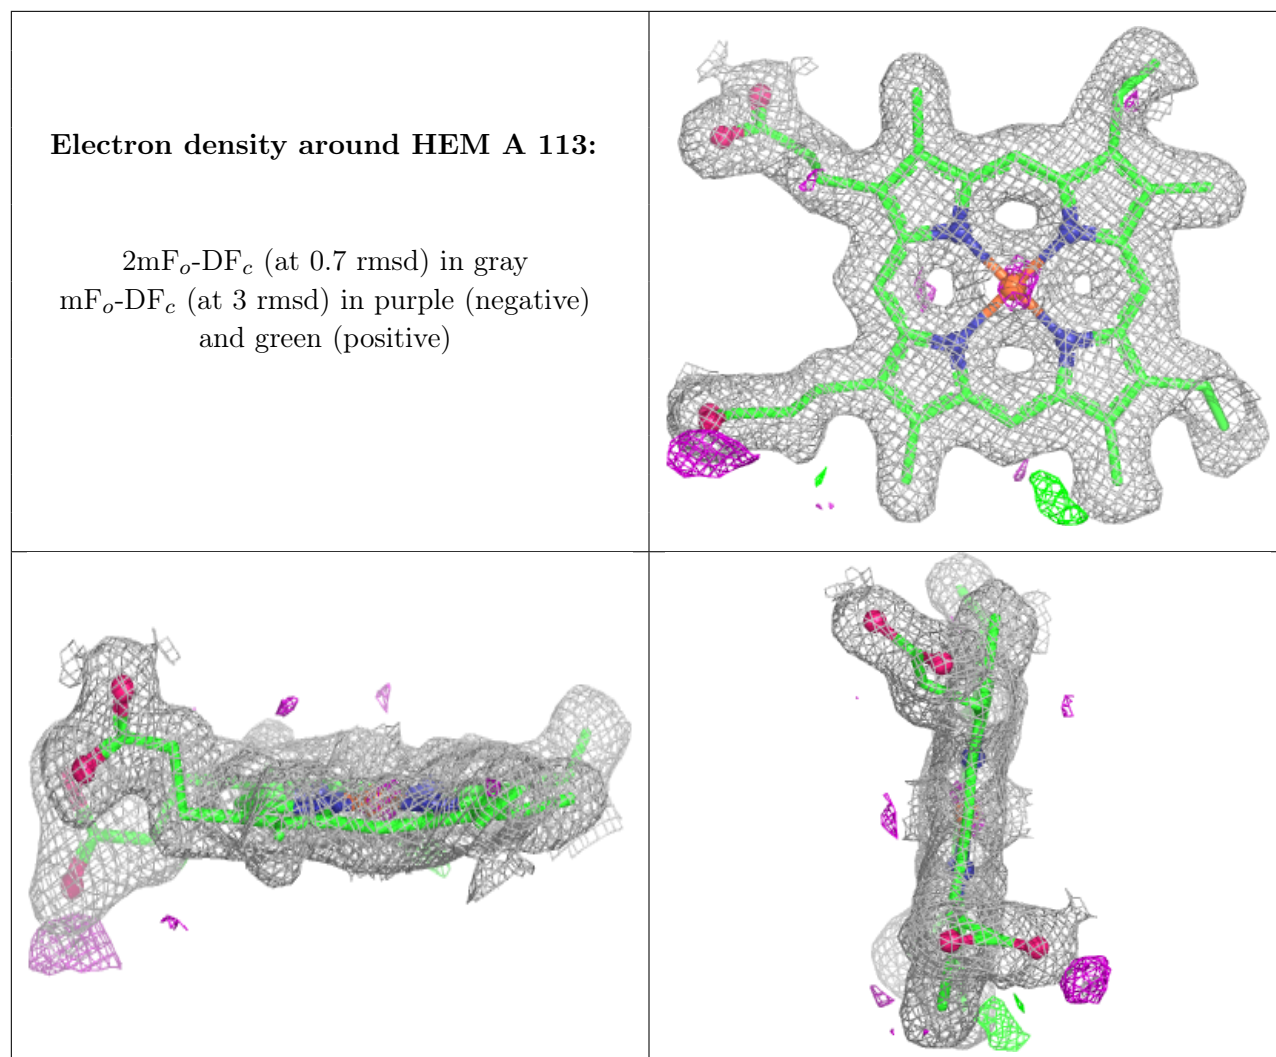 Electron density around HEM A 113:
2mFo-DFc (at 0.7 rmsd) in gray
mFo-DFc (at 3 rmsd) in purple (negative)
and green (positive)